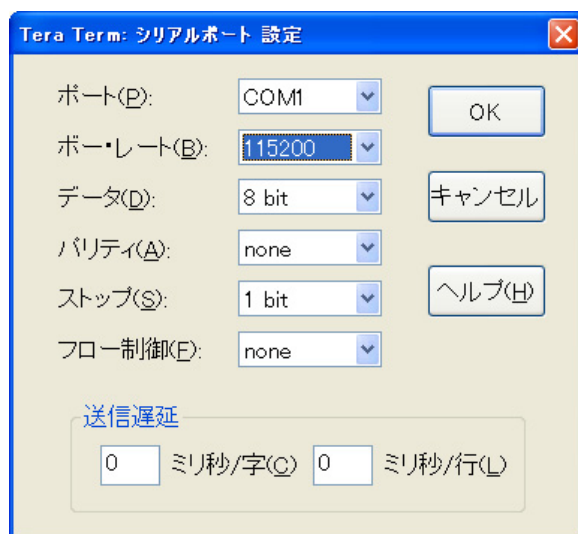 Tera Term: シリアルポート 設定
ポート(P): COM1
OK
ボー・レート(B): 115200
データ(D): 8 bit
キャンセル
パリティ(A): none
ストップ(S): 1 bit
ヘルプ(H)
フロー制御(F): none
送信遅延
0 ミリ秒/字(C) 0 ミリ秒/行(L)